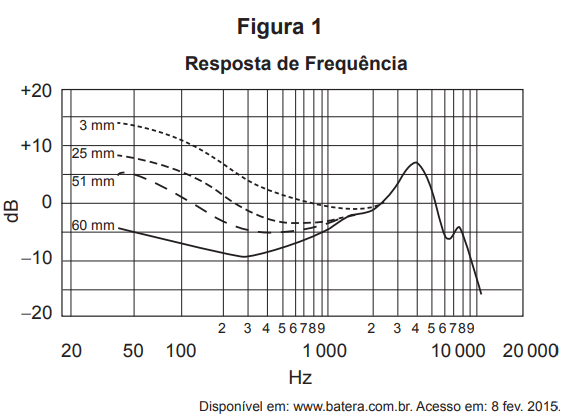 Figura 1
Resposta de Frequência
+20
+10
0
–10
–20
dB
3 mm
25 mm
51 mm
60 mm
2 3 4 5 6 7 8 9 2 3 4 5 6 7 8 9
20 50 100 1 000 10 000 20 000
Hz
Disponível em: www.batera.com.br. Acesso em: 8 fev. 2015.